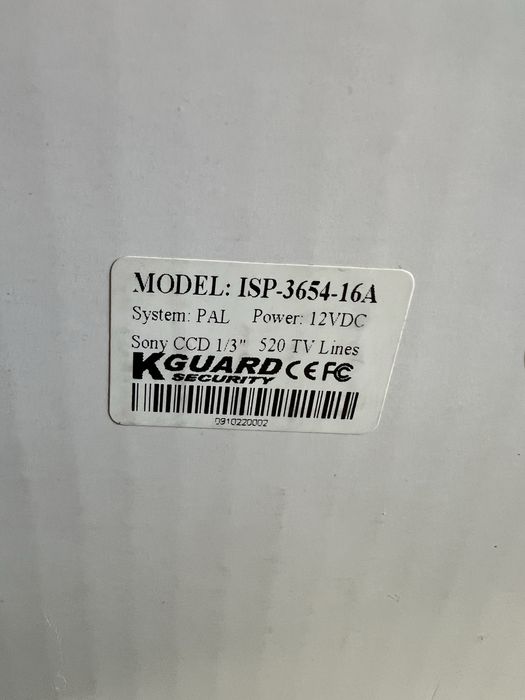 MODEL: ISP-3654-16A
System: PAL Power: 12VDC
Sony CCD 1/3" 520 TV Lines
KGUARD CE FC
SECURITY
0910220002